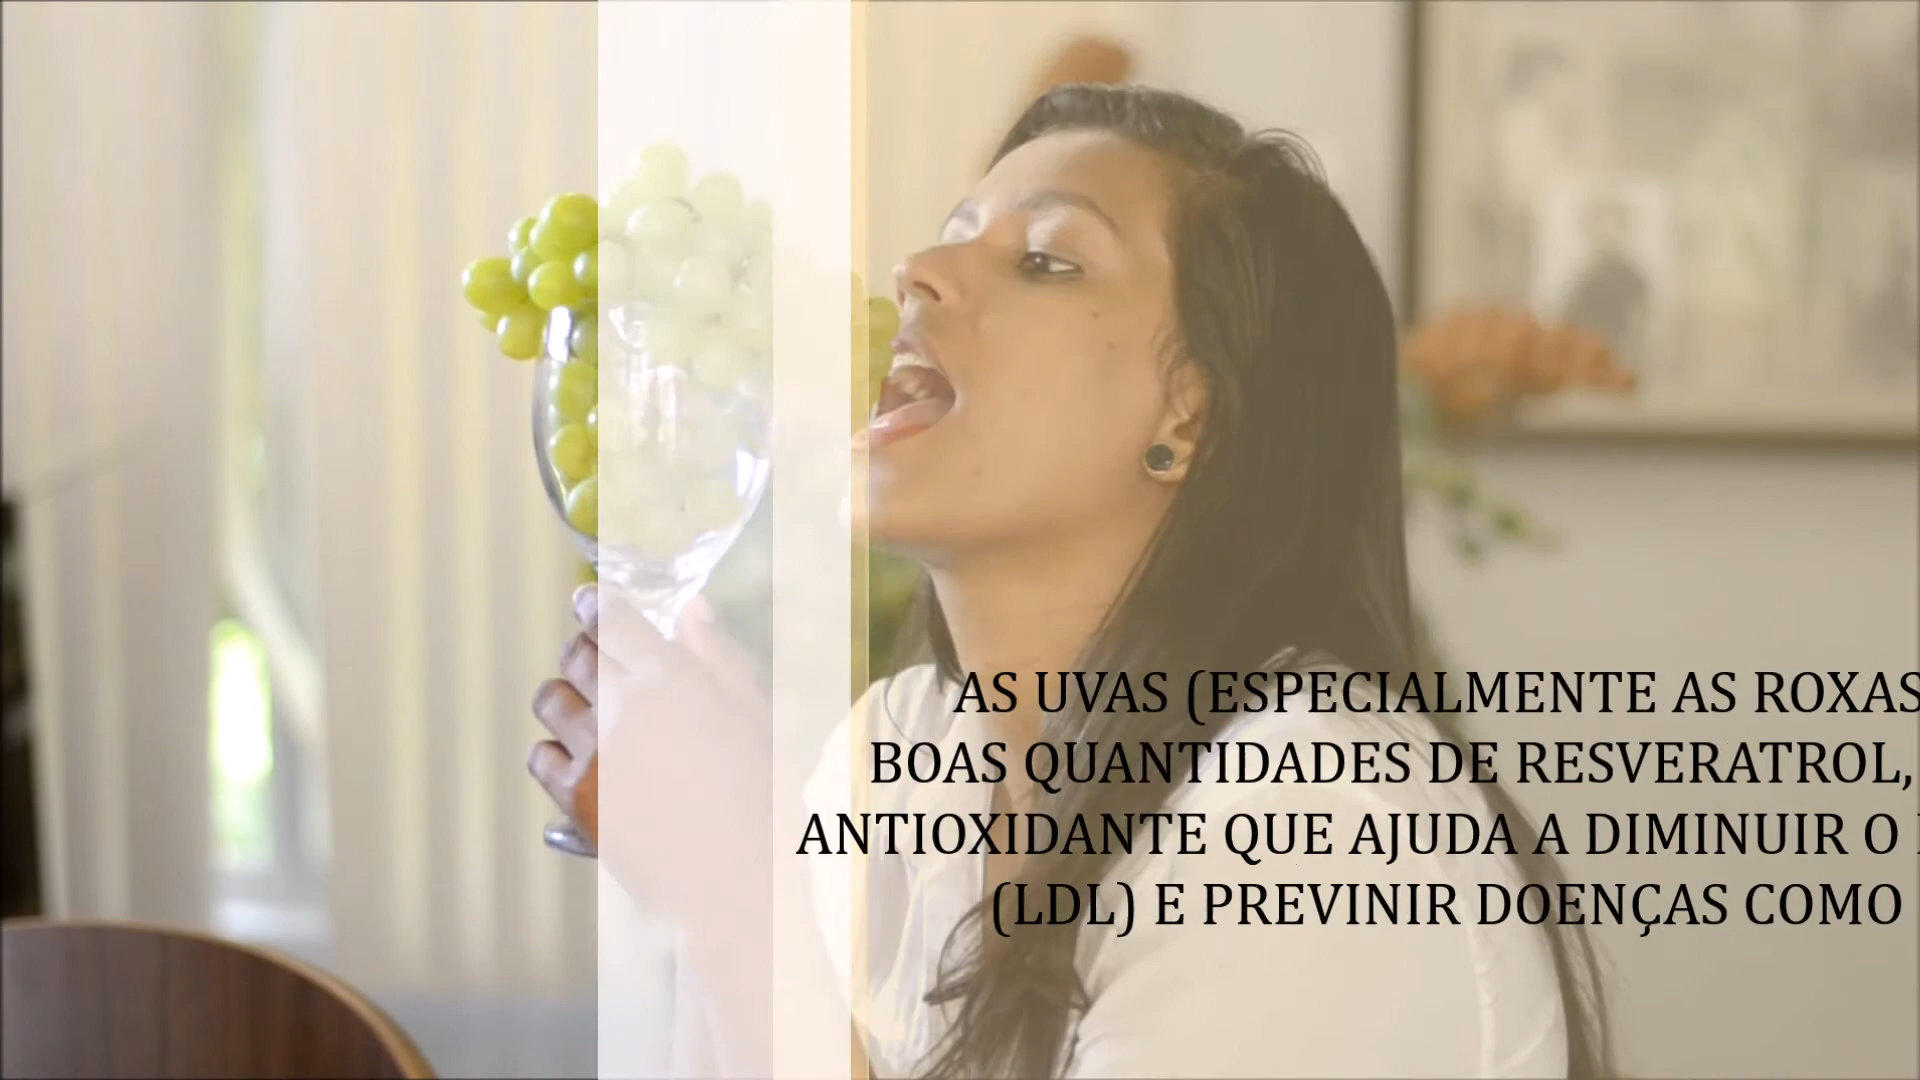 AS UVAS (ESPECIALMENTE AS ROXAS
BOAS QUANTIDADES DE RESVERATROL,
ANTIOXIDANTE QUE AJUDA A DIMINUIR O
(LDL) E PREVINIR DOENÇAS COMO